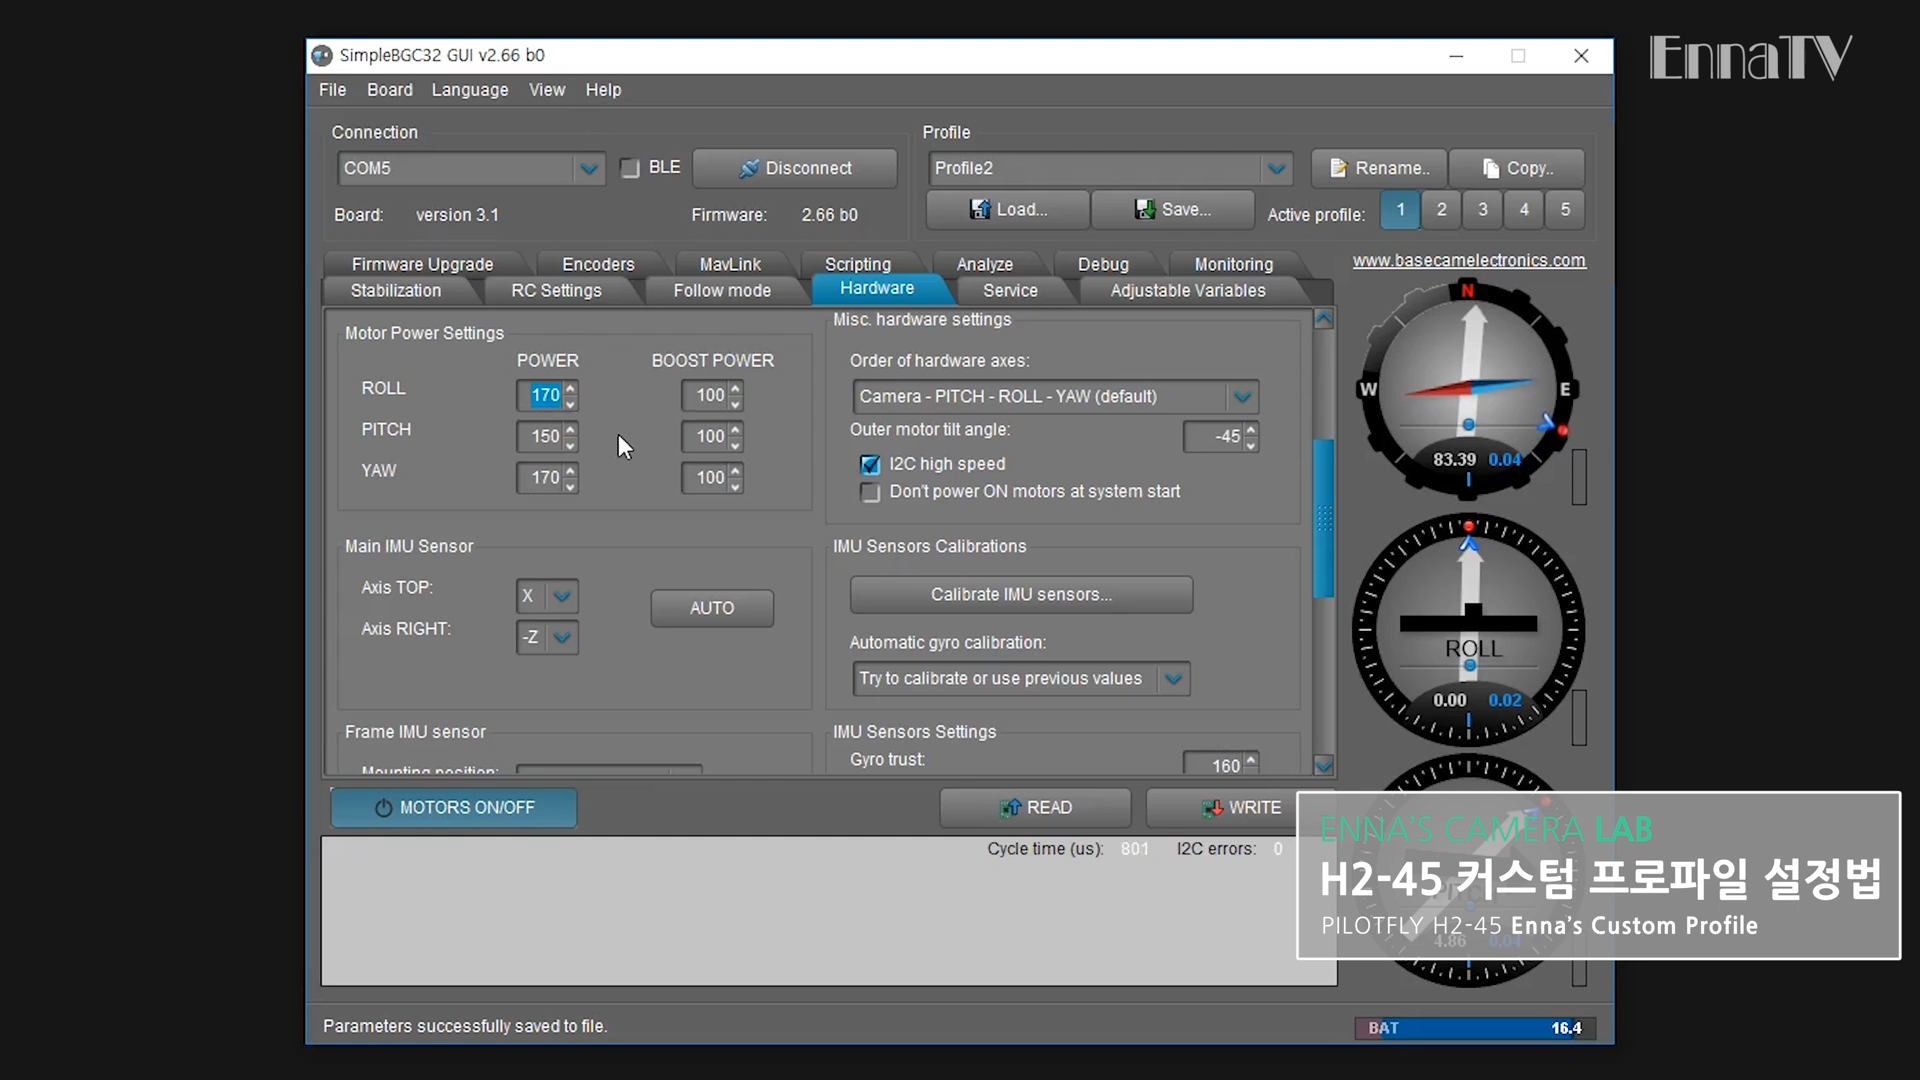 EnnaTV
SimpleBGC32 GUI v2.66 b0
File Board Language View Help
Connection
COM5
BLE
Disconnect
Board: version 3.1
Firmware: 2.66 b0
Profile
Profile2
Rename..
Copy..
Load...
Save...
Active profile: 1 2 3 4 5
Firmware Upgrade Encoders MavLink Scripting Analyze Debug Monitoring
Stabilization RC Settings Follow mode Hardware Service Adjustable Variables
www.basecamelectronics.com
Motor Power Settings
POWER BOOST POWER
ROLL 170 100
PITCH 150 100
YAW 170 100
Misc. hardware settings
Order of hardware axes:
Camera - PITCH - ROLL - YAW (default)
Outer motor tilt angle: -45
I2C high speed
Don't power ON motors at system start
Main IMU Sensor
Axis TOP: X
Axis RIGHT: -Z
AUTO
IMU Sensors Calibrations
Calibrate IMU sensors...
Automatic gyro calibration:
Try to calibrate or use previous values
Frame IMU sensor
Mounting position:
IMU Sensors Settings
Gyro trust: 160
N
W E
83.39 0.04
ROLL
0.00 0.02
PITCH
4.86 0.04
MOTORS ON/OFF
READ
WRITE
Cycle time (us): 801 I2C errors: 0
ENNA'S CAMERA LAB
H2-45 커스텀 프로파일 설정법
PILOTFLY H2-45 Enna's Custom Profile
Parameters successfully saved to file.
BAT 16.4